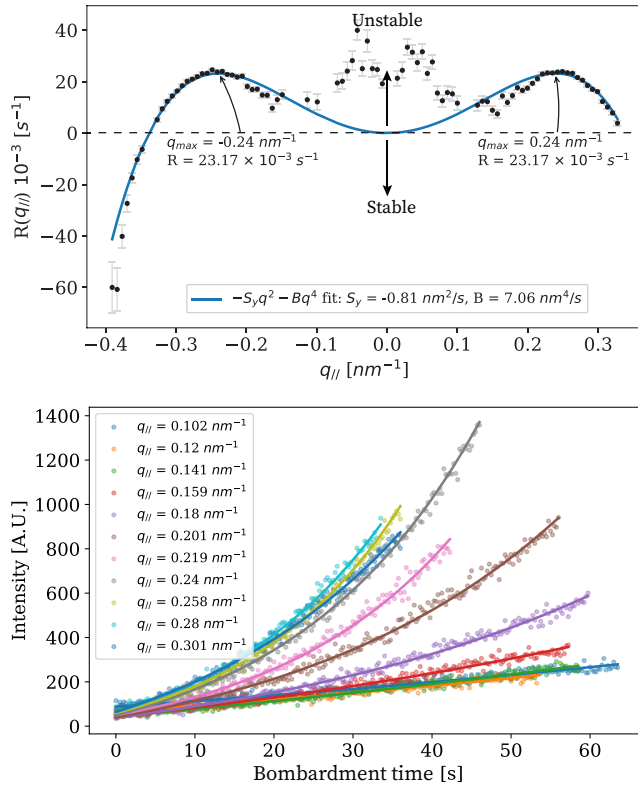 Unstable
R(q//) 10⁻³ [s⁻¹]
40
20
0
−20
−40
−60
q_max = -0.24 nm⁻¹
R = 23.17 × 10⁻³ s⁻¹
q_max = 0.24 nm⁻¹
R = 23.17 × 10⁻³ s⁻¹
Stable
−S_yq² − Bq⁴ fit: S_y = -0.81 nm²/s, B = 7.06 nm⁴/s
−0.4 −0.3 −0.2 −0.1 0.0 0.1 0.2 0.3
q// [nm⁻¹]
Intensity [A.U.]
1400
1200
1000
800
600
400
200
0
q// = 0.102 nm⁻¹
q// = 0.12 nm⁻¹
q// = 0.141 nm⁻¹
q// = 0.159 nm⁻¹
q// = 0.18 nm⁻¹
q// = 0.201 nm⁻¹
q// = 0.219 nm⁻¹
q// = 0.24 nm⁻¹
q// = 0.258 nm⁻¹
q// = 0.28 nm⁻¹
q// = 0.301 nm⁻¹
0 10 20 30 40 50 60
Bombardment time [s]